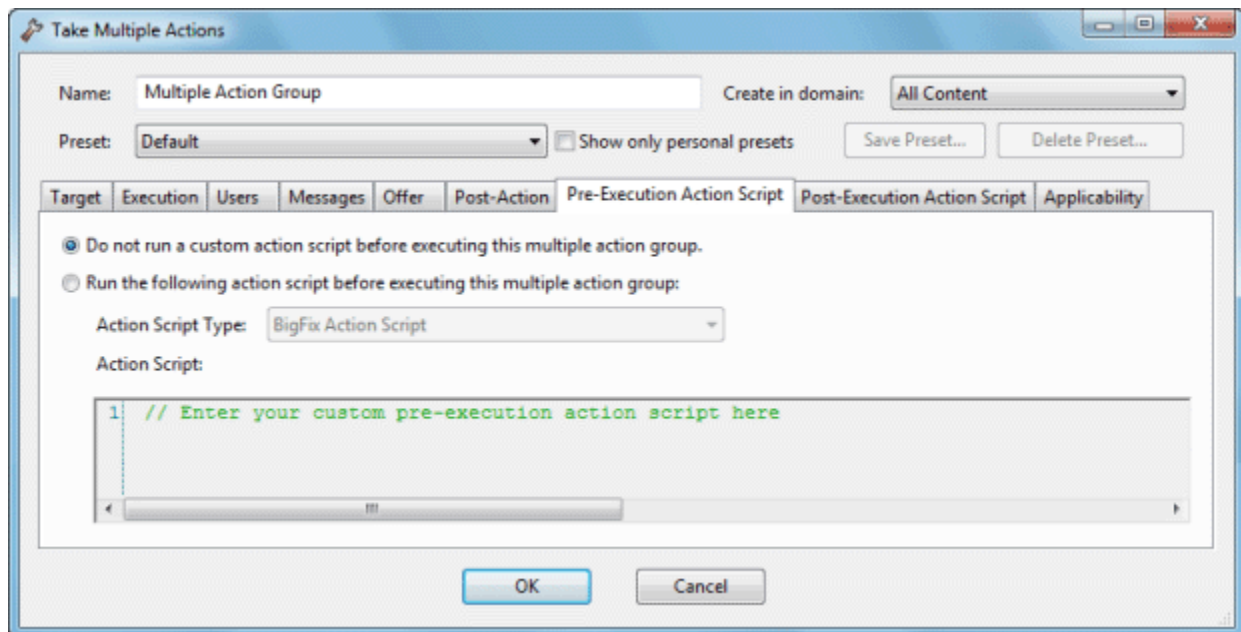 Take Multiple Actions
Name: Multiple Action Group Create in domain: All Content
Preset: Default Show only personal presets Save Preset... Delete Preset...
Target Execution Users Messages Offer Post-Action Pre-Execution Action Script Post-Execution Action Script Applicability
Do not run a custom action script before executing this multiple action group.
Run the following action script before executing this multiple action group:
Action Script Type: BigFix Action Script
Action Script:
1 // Enter your custom pre-execution action script here
OK Cancel